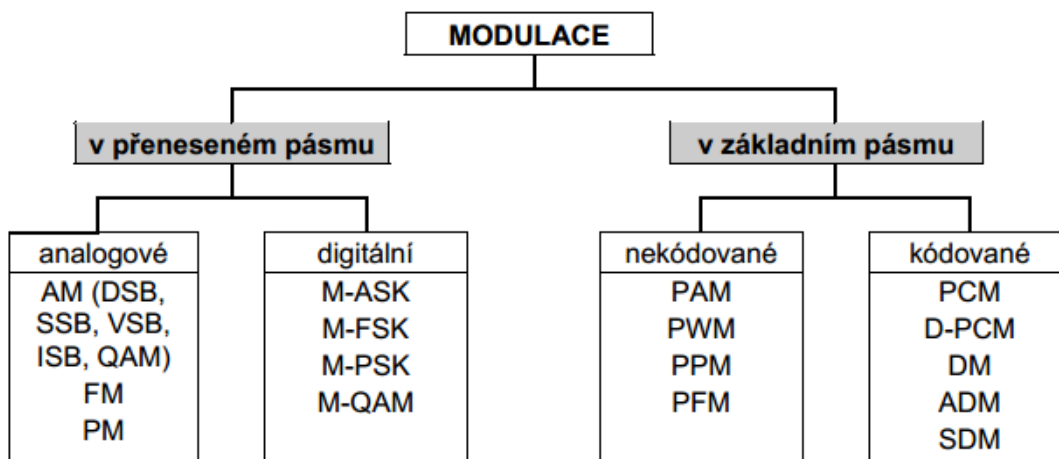 MODULACE
v přeneseném pásmu
v základním pásmu
analogové
AM (DSB,
SSB, VSB,
ISB, QAM)
FM
PM
digitální
M-ASK
M-FSK
M-PSK
M-QAM
nekódované
PAM
PWM
PPM
PFM
kódované
PCM
D-PCM
DM
ADM
SDM